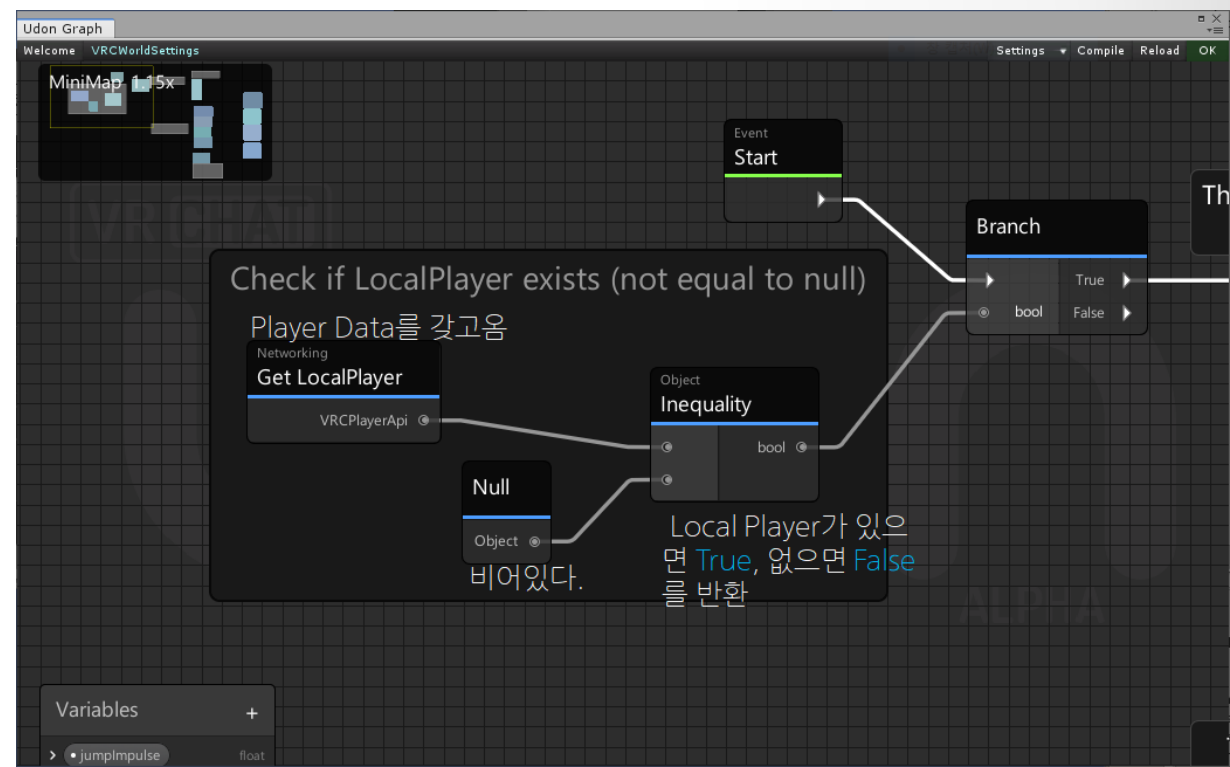 Udon Graph
Welcome VRCWorldSettings Settings Compile Reload OK
MiniMap 1.15x
Event
Start
Th
Branch
True
bool False
Check if LocalPlayer exists (not equal to null)
Player Data를 갖고옴
Networking
Get LocalPlayer
VRCPlayerApi
Object
Inequality
bool
Null
Object
비어있다.
Local Player가 있으
면 True, 없으면 False
를 반환
VRCHAT
ALPHA
Variables +
jumpImpulse float